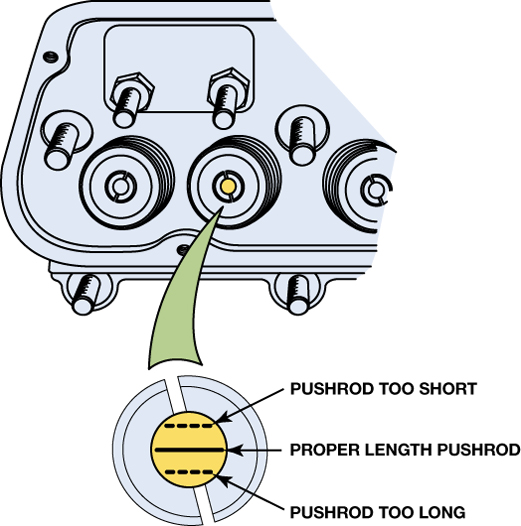 PUSHROD TOO SHORT
PROPER LENGTH PUSHROD
PUSHROD TOO LONG